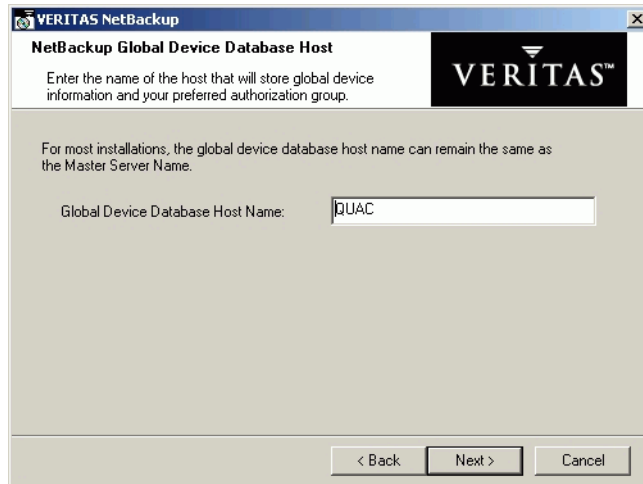 VERITAS NetBackup
NetBackup Global Device Database Host
Enter the name of the host that will store global device
information and your preferred authorization group.
VERITAS™
For most installations, the global device database host name can remain the same as
the Master Server Name.
Global Device Database Host Name: QUAC
< Back Next > Cancel